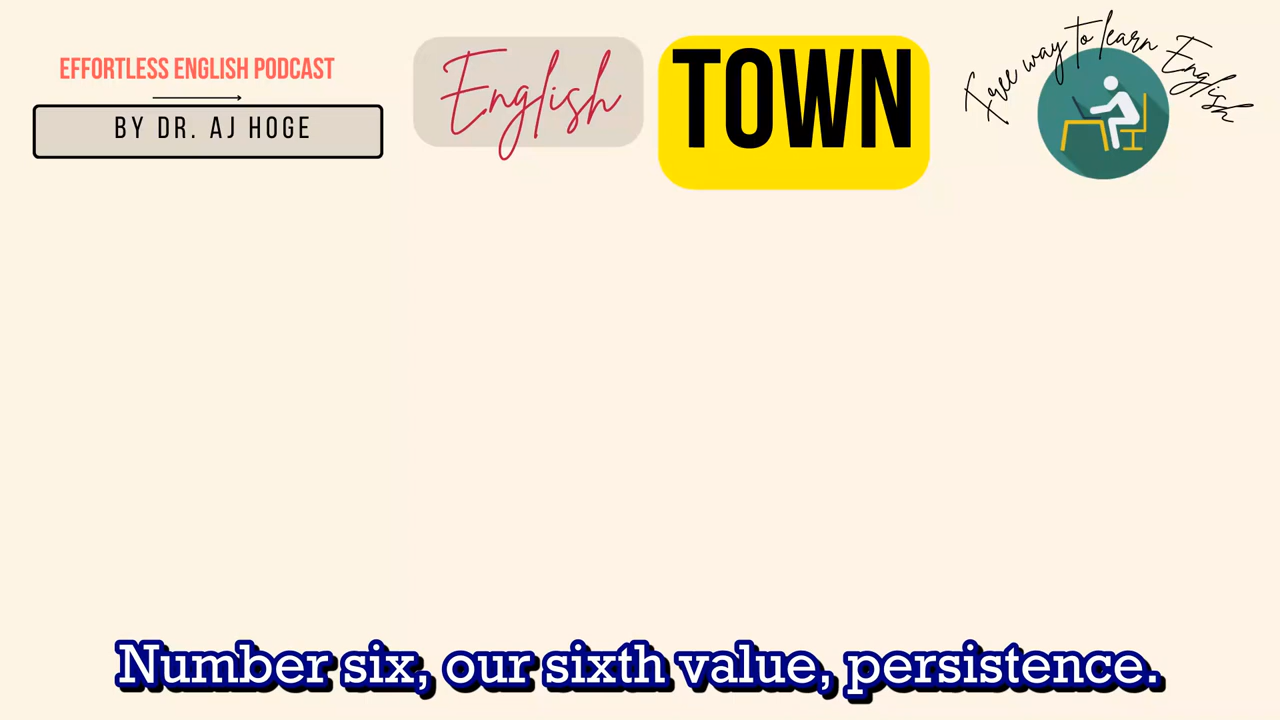 EFFORTLESS ENGLISH PODCAST
BY DR. AJ HOGE
English
TOWN
Free way to learn English
Number six, our sixth value, persistence.